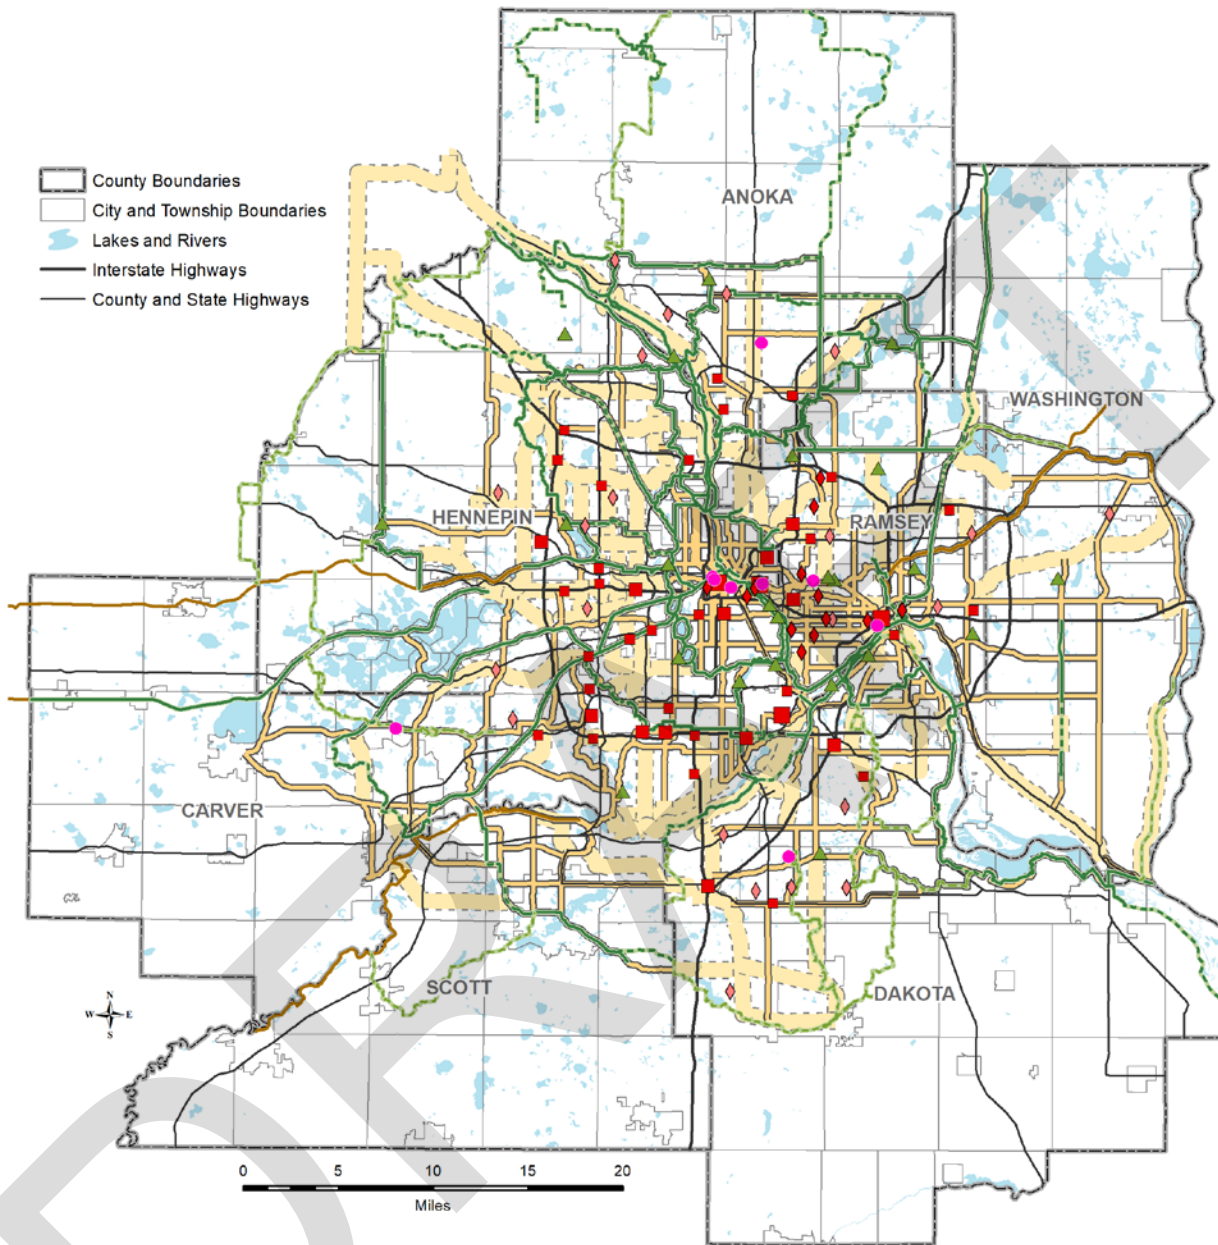 County Boundaries
City and Township Boundaries
Lakes and Rivers
Interstate Highways
County and State Highways
ANOKA
WASHINGTON
HENNEPIN
RAMSEY
CARVER
SCOTT
DAKOTA
N
W E
S
0 5 10 15 20
Miles
DRAFT